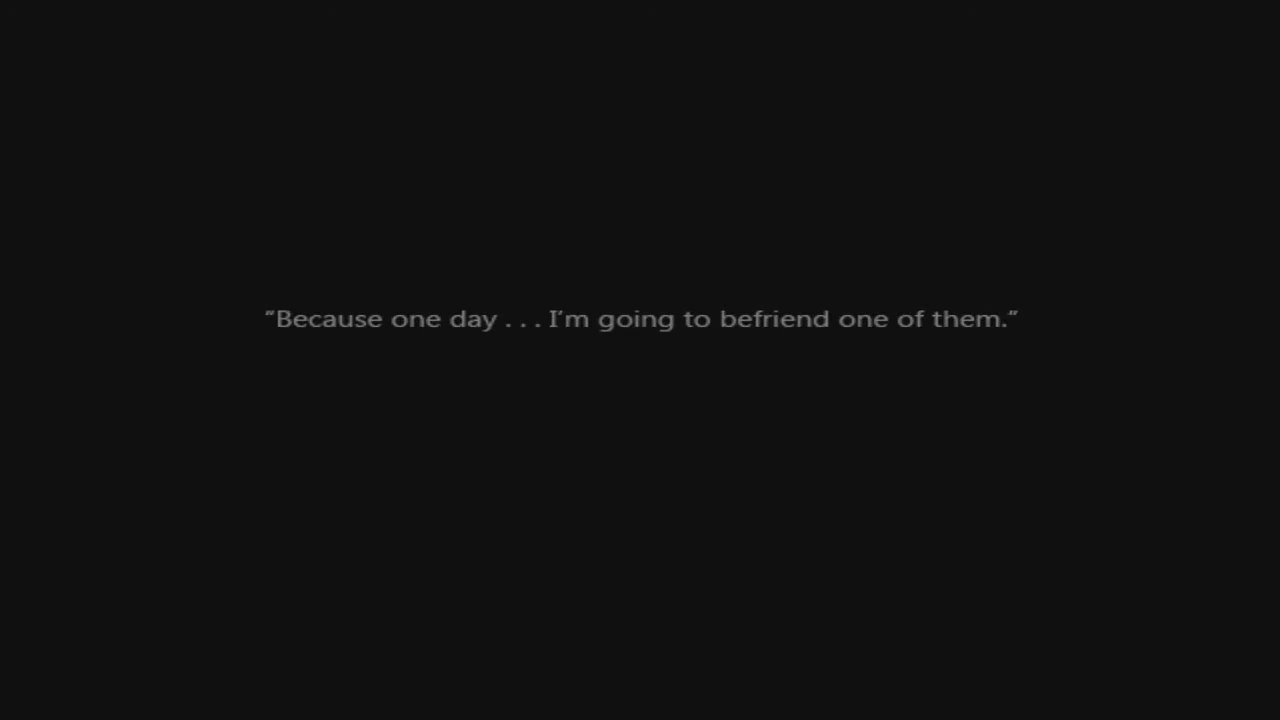 “Because one day . . . I’m going to befriend one of them.”